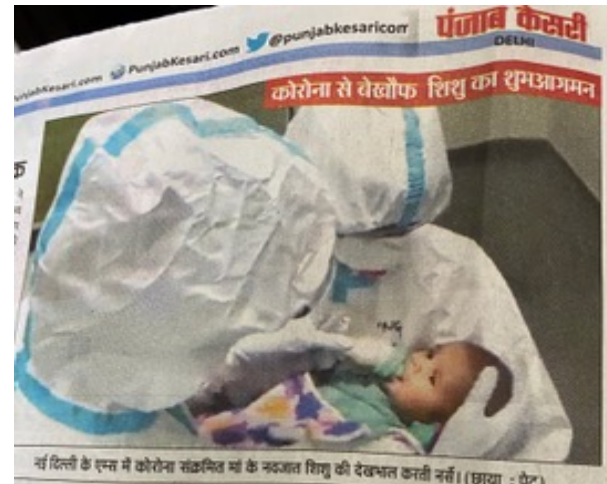 PunjabKesari.com @punjabkesaricom
पंजाब केसरी
DELHI
कोरोना से बेखौफ शिशु का शुभआगमन
नई दिल्ली के एम्स में कोरोना संक्रमित मां के नवजात शिशु की देखभाल करती नर्सें। (छाया :